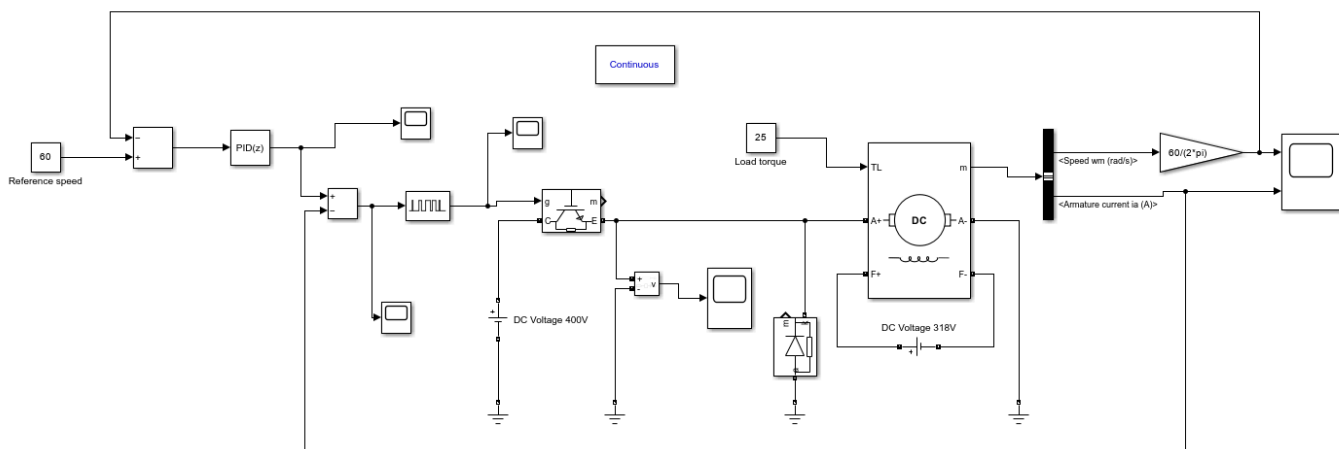 Continuous
60
Reference speed
−
+
PID(z)
+
−
g
m
C
E
DC Voltage 400V
+
+
-
v
25
Load torque
TL
m
A+
DC
A-
F+
F-
DC Voltage 318V
+
m
k
a
<Speed wm (rad/s)>
60/(2*pi)
<Armature current ia (A)>